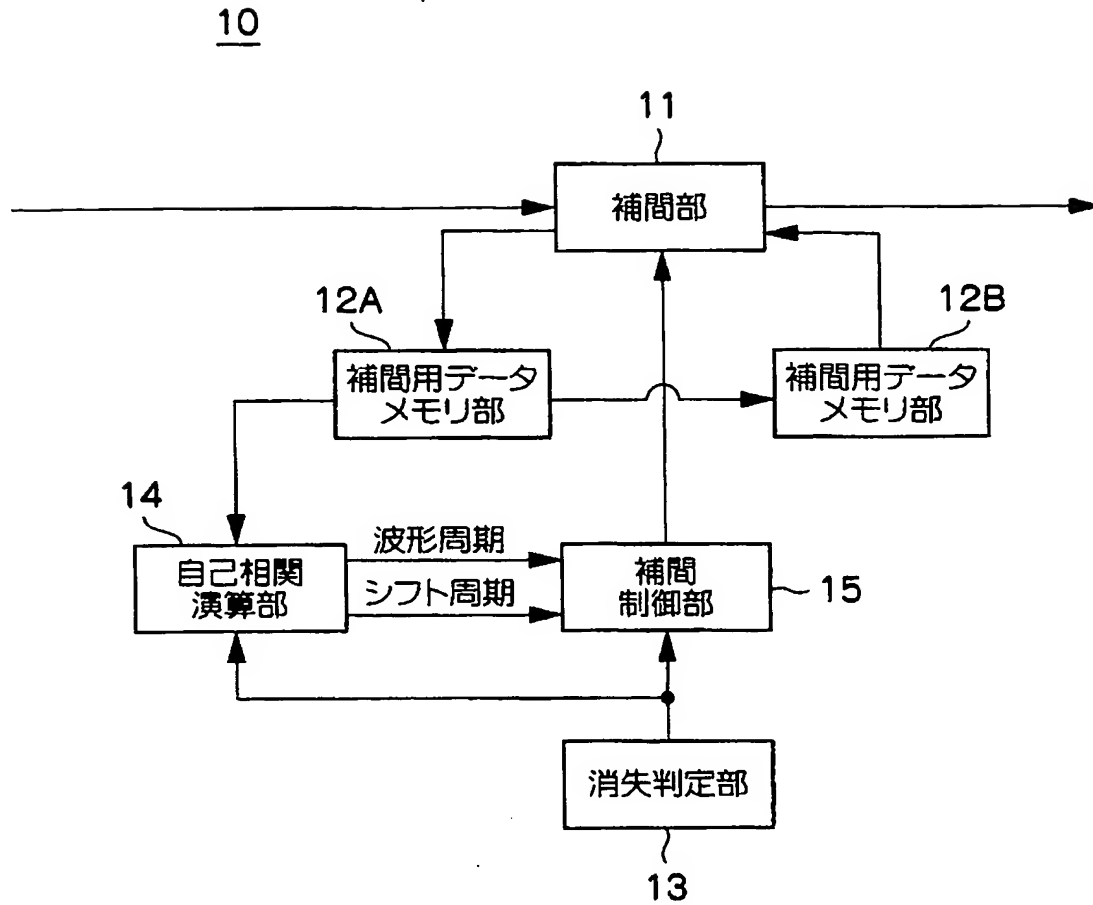 10
11
補間部
12A
12B
補間用データ
メモリ部
補間用データ
メモリ部
14
波形周期
自己相関
演算部
シフト周期
補間
制御部
15
消失判定部
13